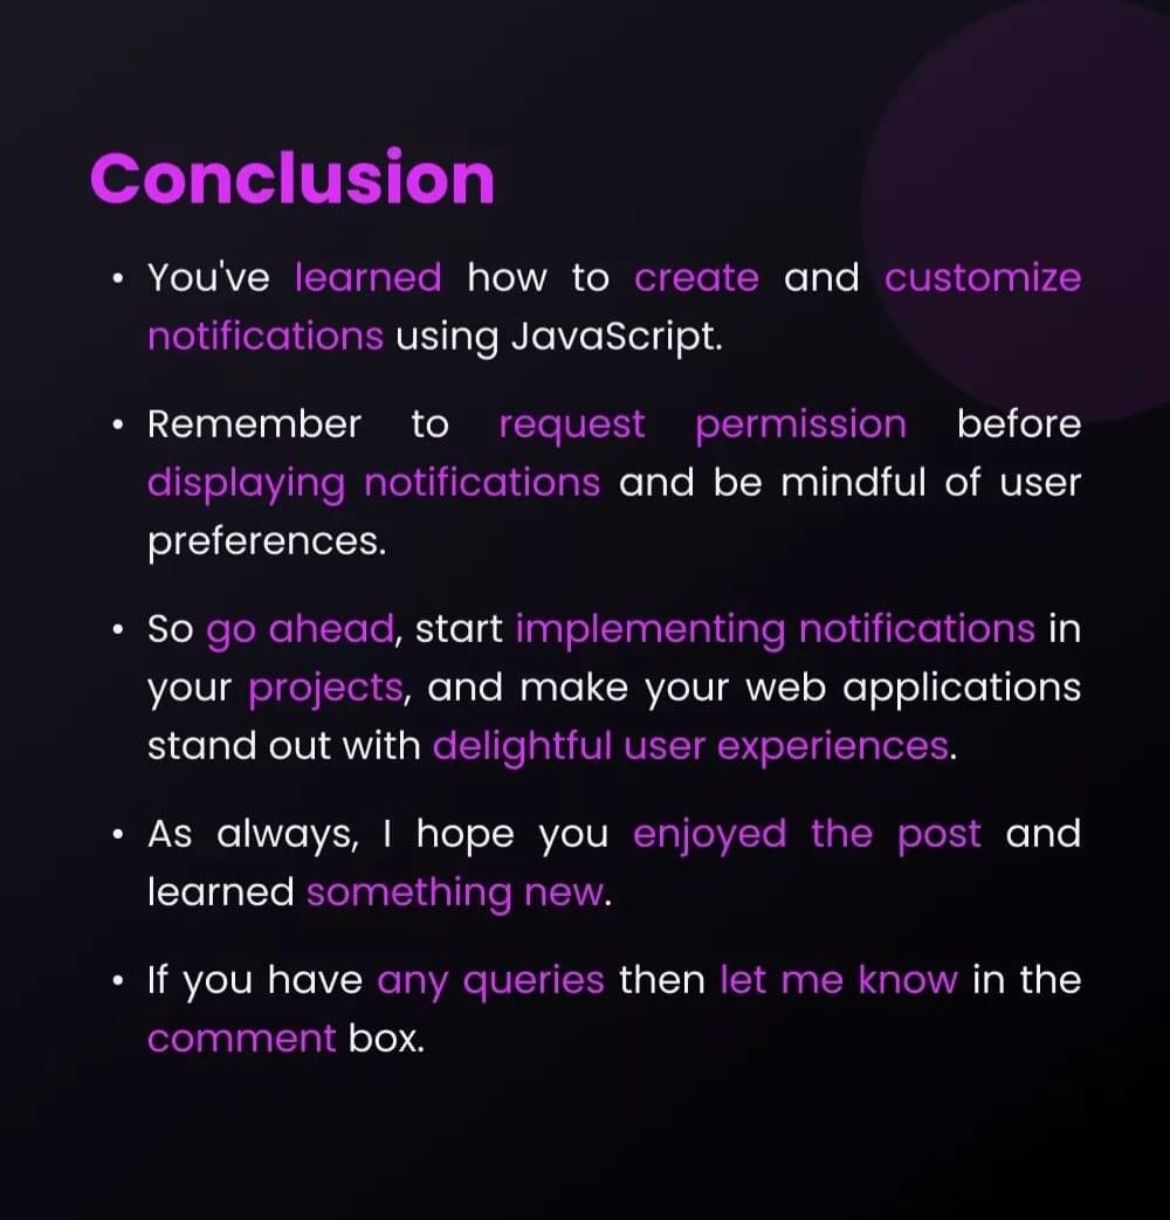 Conclusion
• You've learned how to create and customize
notifications using JavaScript.
• Remember to request permission before
displaying notifications and be mindful of user
preferences.
• So go ahead, start implementing notifications in
your projects, and make your web applications
stand out with delightful user experiences.
• As always, I hope you enjoyed the post and
learned something new.
• If you have any queries then let me know in the
comment box.